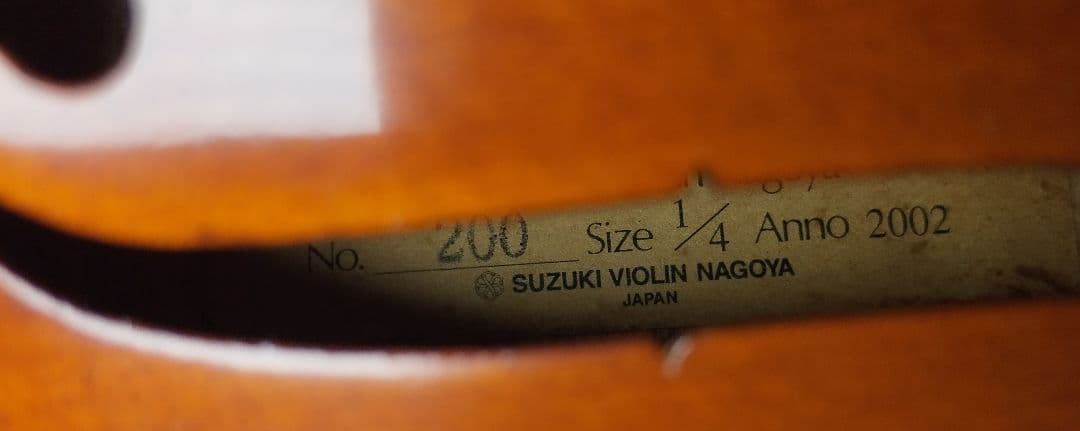 No. 200 Size 1/4 Anno 2002
SUZUKI VIOLIN NAGOYA
JAPAN